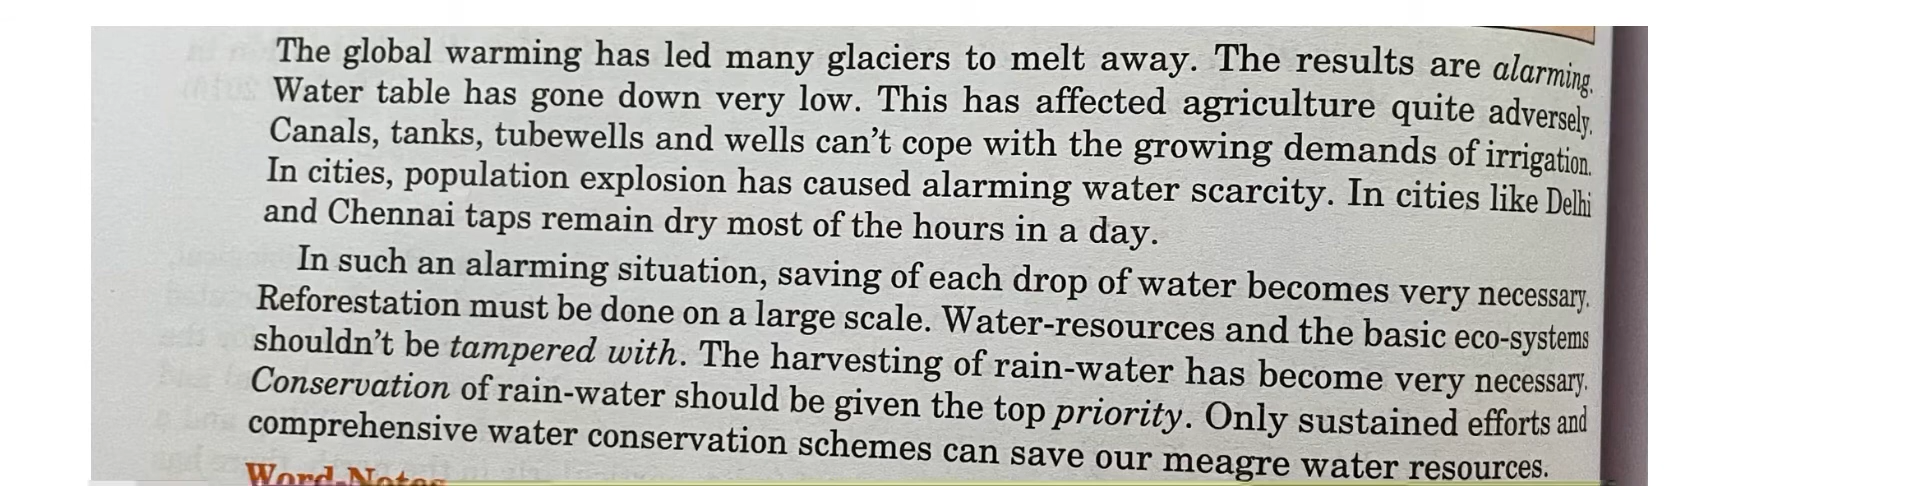 The global warming has led many glaciers to melt away. The results are alarming.
Water table has gone down very low. This has affected agriculture quite adversely.
Canals, tanks, tubewells and wells can't cope with the growing demands of irrigation.
In cities, population explosion has caused alarming water scarcity. In cities like Delhi
and Chennai taps remain dry most of the hours in a day.
In such an alarming situation, saving of each drop of water becomes very necessary.
Reforestation must be done on a large scale. Water-resources and the basic eco-systems
shouldn't be tampered with. The harvesting of rain-water has become very necessary.
Conservation of rain-water should be given the top priority. Only sustained efforts and
comprehensive water conservation schemes can save our meagre water resources.
Word-Notes